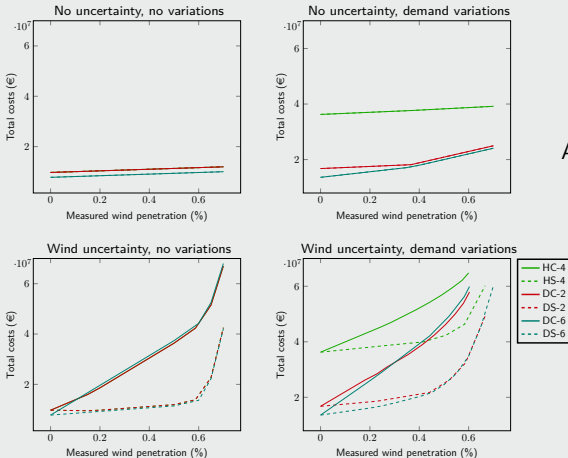 No uncertainty, no variations
·10⁷
6
4
2
Total costs (€)
0 0.2 0.4 0.6
Measured wind penetration (%)
No uncertainty, demand variations
·10⁷
6
4
2
Total costs (€)
0 0.2 0.4 0.6
Measured wind penetration (%)
A
Wind uncertainty, no variations
·10⁷
6
4
2
Total costs (€)
0 0.2 0.4 0.6
Measured wind penetration (%)
Wind uncertainty, demand variations
·10⁷
6
4
2
Total costs (€)
0 0.2 0.4 0.6
Measured wind penetration (%)
HC-4
HS-4
DC-2
DS-2
DC-6
DS-6